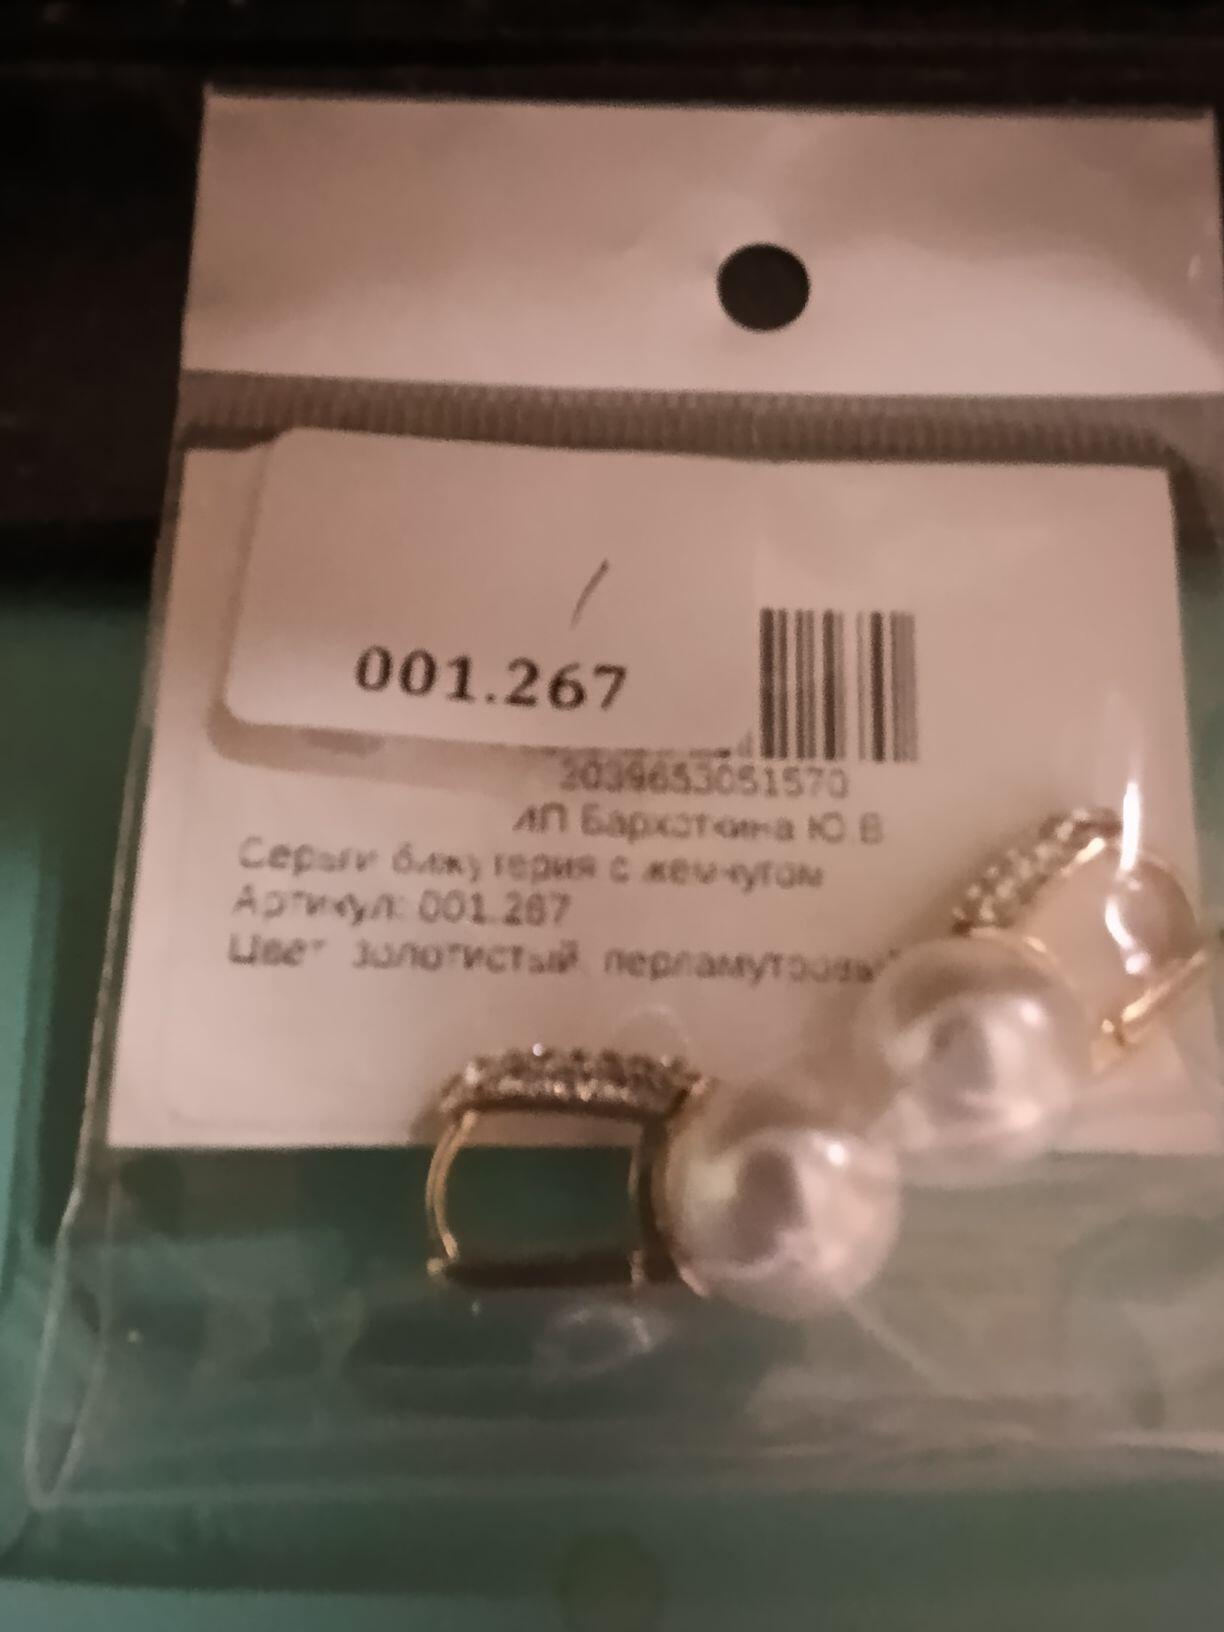 001.267
2039653051570
ИП Бархоткина Ю.В
Серьги бижутерия с жемчугом
Артикул: 001.267
Цвет золотистый, перламутровый